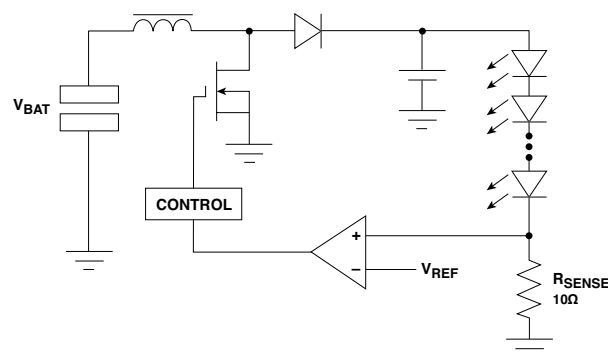 V_BAT
CONTROL
+
−
V_REF
R_SENSE
10Ω